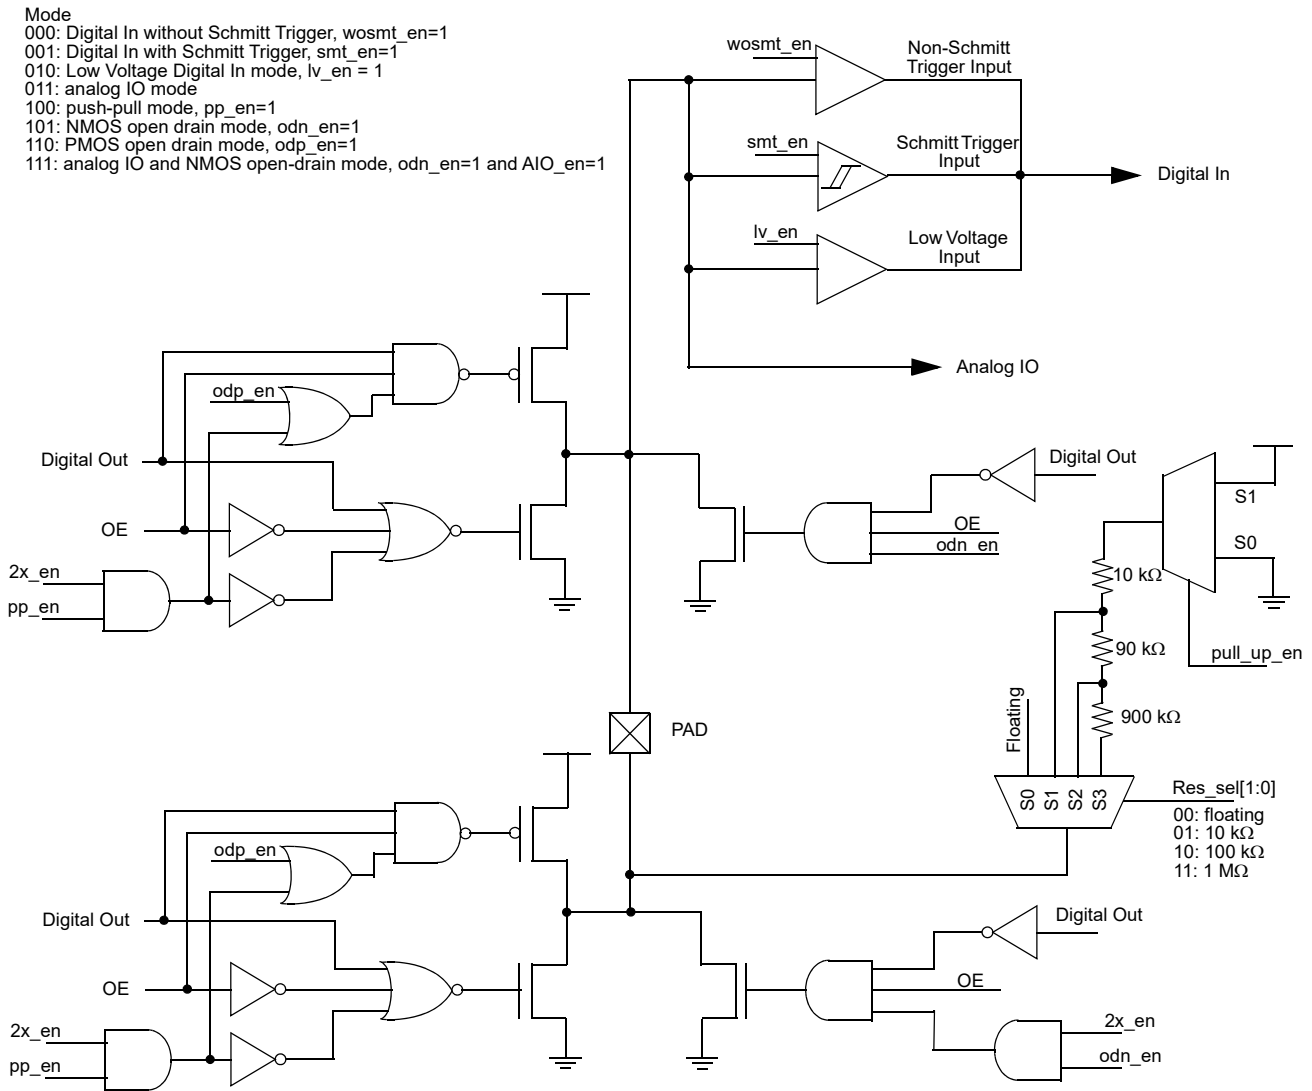 Mode
000: Digital In without Schmitt Trigger, wosmt_en=1
001: Digital In with Schmitt Trigger, smt_en=1
010: Low Voltage Digital In mode, lv_en = 1
011: analog IO mode
100: push-pull mode, pp_en=1
101: NMOS open drain mode, odn_en=1
110: PMOS open drain mode, odp_en=1
111: analog IO and NMOS open-drain mode, odn_en=1 and AIO_en=1
wosmt_en
Non-Schmitt
Trigger Input
smt_en
Schmitt Trigger
Input
Digital In
lv_en
Low Voltage
Input
Analog IO
odp_en
Digital Out
OE
2x_en
pp_en
Digital Out
OE
odn_en
S1
S0
10 kΩ
90 kΩ
900 kΩ
pull_up_en
Floating
S0
S1
S2
S3
Res_sel[1:0]
00: floating
01: 10 kΩ
10: 100 kΩ
11: 1 MΩ
PAD
odp_en
Digital Out
OE
2x_en
pp_en
Digital Out
OE
2x_en
odn_en